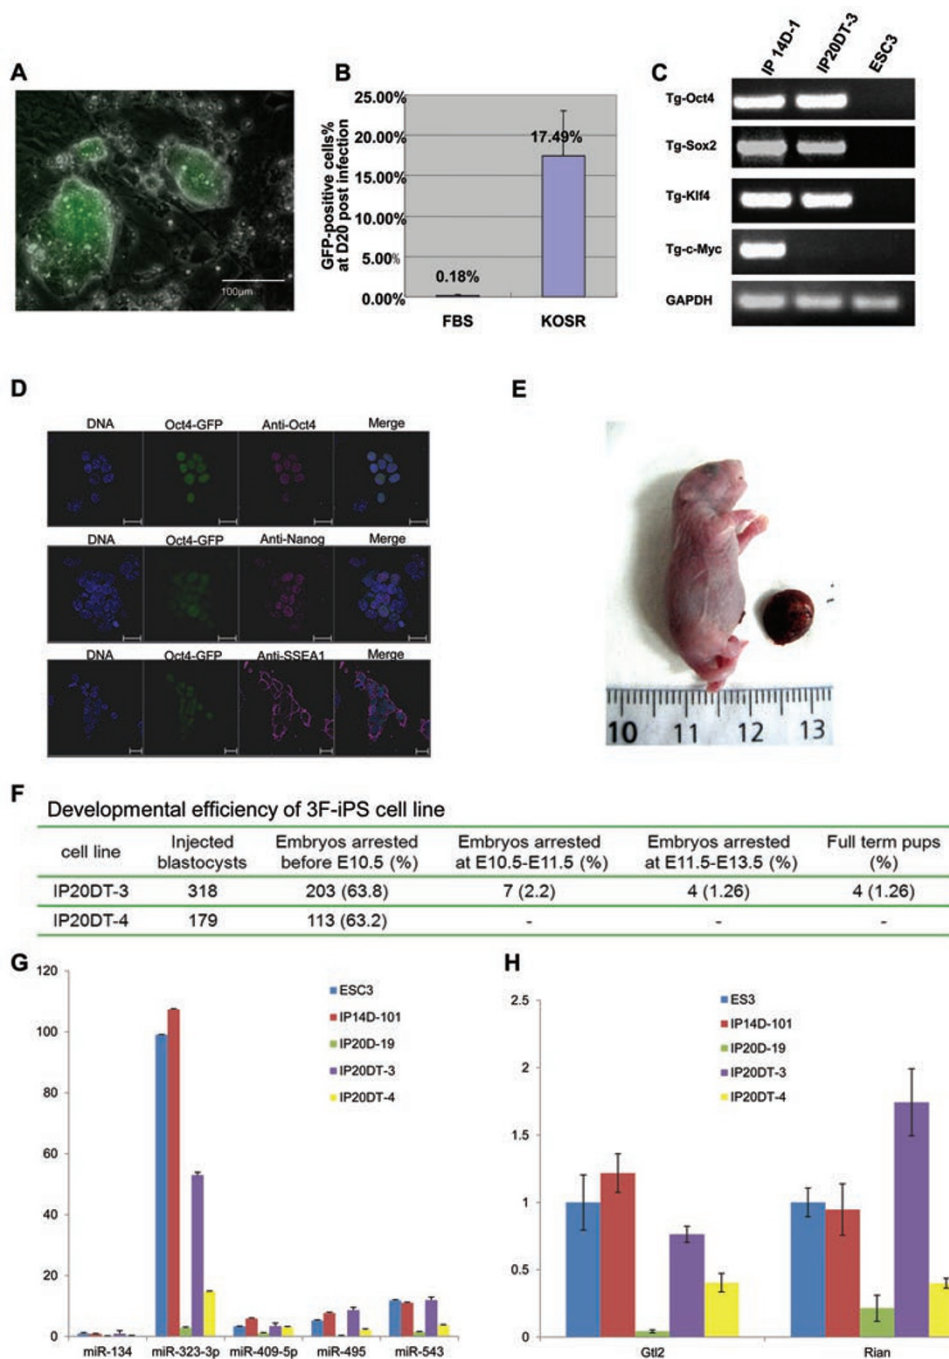 A
100μm
B
GFP-positive cells%
at D20 post infection
25.00%
20.00%
15.00%
10.00%
5.00%
0.00%
0.18%
17.49%
FBS KOSR
C
IP 14D-1 IP20DT-3 ESC3
Tg-Oct4
Tg-Sox2
Tg-Klf4
Tg-c-Myc
GAPDH
D
DNA Oct4-GFP Anti-Oct4 Merge
DNA Oct4-GFP Anti-Nanog Merge
DNA Oct4-GFP Anti-SSEA1 Merge
E
10 11 12 13
F
Developmental efficiency of 3F-iPS cell line
cell line Injected blastocysts Embryos arrested before E10.5 (%) Embryos arrested at E10.5-E11.5 (%) Embryos arrested at E11.5-E13.5 (%) Full term pups (%)
IP20DT-3 318 203 (63.8) 7 (2.2) 4 (1.26) 4 (1.26)
IP20DT-4 179 113 (63.2) - - -
G
120
100
80
60
40
20
0
ESC3
IP14D-101
IP20D-19
IP20DT-3
IP20DT-4
miR-134 miR-323-3p miR-409-5p miR-495 miR-543
H
2.5
2
1.5
1
0.5
0
ES3
IP14D-101
IP20D-19
IP20DT-3
IP20DT-4
Gtl2 Rian